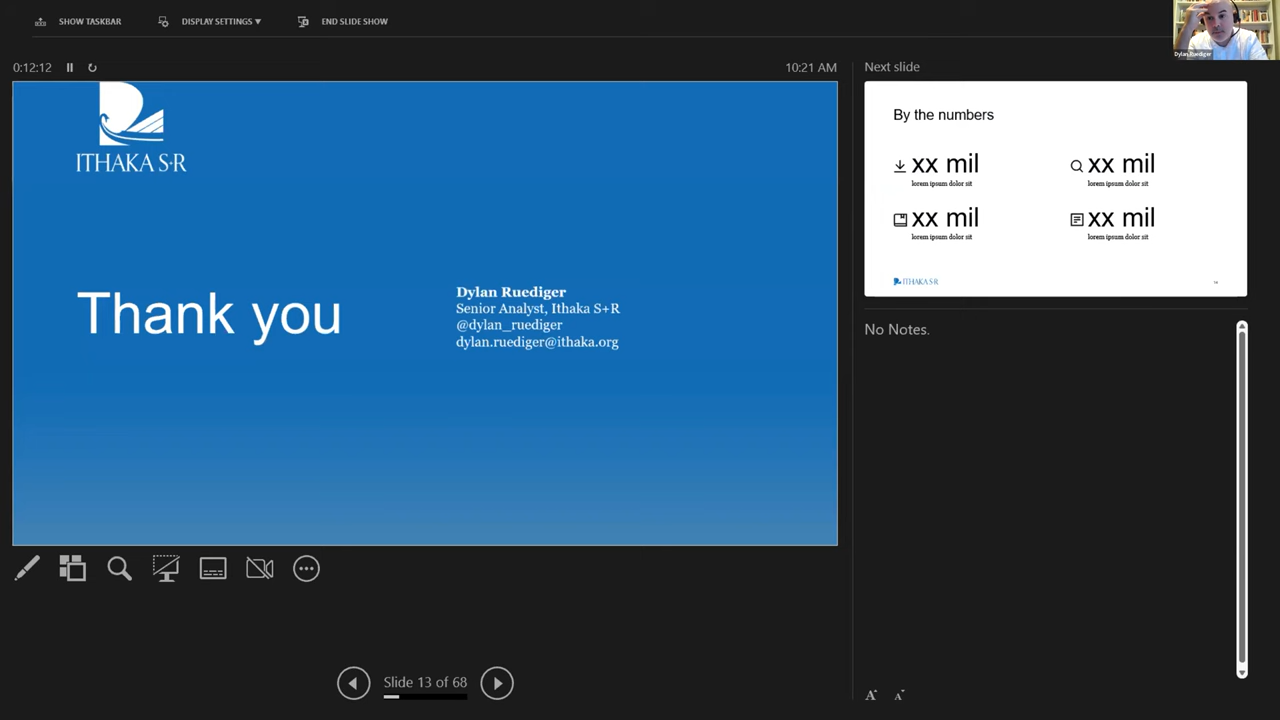 SHOW TASKBAR
DISPLAY SETTINGS ▼
END SLIDE SHOW
Dylan Ruediger
0:12:12
10:21 AM
ITHAKA S·R
Thank you
Dylan Ruediger
Senior Analyst, Ithaka S+R
@dylan_ruediger
dylan.ruediger@ithaka.org
Next slide
By the numbers
xx mil
lorem ipsum dolor sit
xx mil
lorem ipsum dolor sit
xx mil
lorem ipsum dolor sit
xx mil
lorem ipsum dolor sit
ITHAKA S·R
No Notes.
Slide 13 of 68
A
A